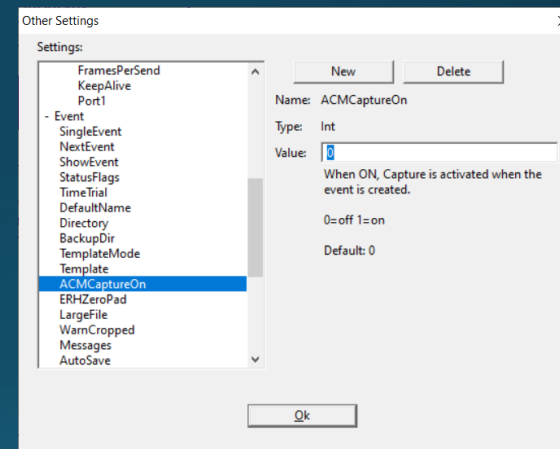 Other Settings
Settings:
FramesPerSend
KeepAlive
Port1
- Event
SingleEvent
NextEvent
ShowEvent
StatusFlags
TimeTrial
DefaultName
Directory
BackupDir
TemplateMode
Template
ACMCaptureOn
ERHZeroPad
LargeFile
WarnCropped
Messages
AutoSave
New
Delete
Name: ACMCaptureOn
Type: Int
Value: 0
When ON, Capture is activated when the
event is created.
0=off 1=on
Default: 0
Ok